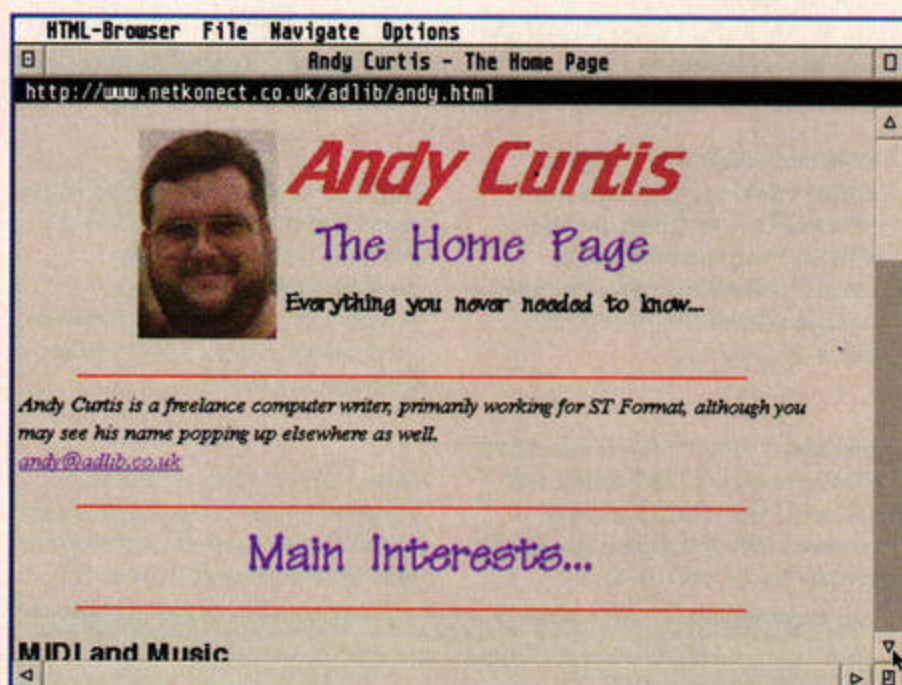 HTML-Browser File Navigate Options
Andy Curtis - The Home Page
http://www.netkonect.co.uk/adlib/andy.html
Andy Curtis
The Home Page
Everything you never needed to know...
Andy Curtis is a freelance computer writer, primarily working for ST Format, although you
may see his name popping up elsewhere as well.
andy@adlib.co.uk
Main Interests...
MIDI and Music